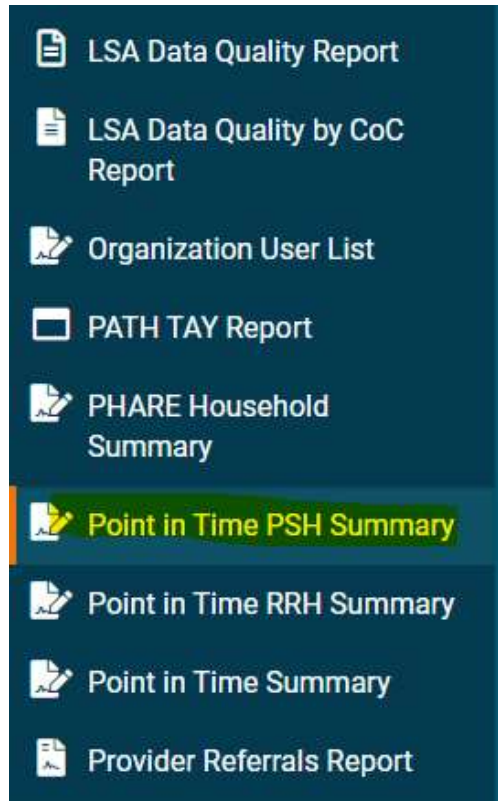 LSA Data Quality Report
LSA Data Quality by CoC
Report
Organization User List
PATH TAY Report
PHARE Household
Summary
Point in Time PSH Summary
Point in Time RRH Summary
Point in Time Summary
Provider Referrals Report